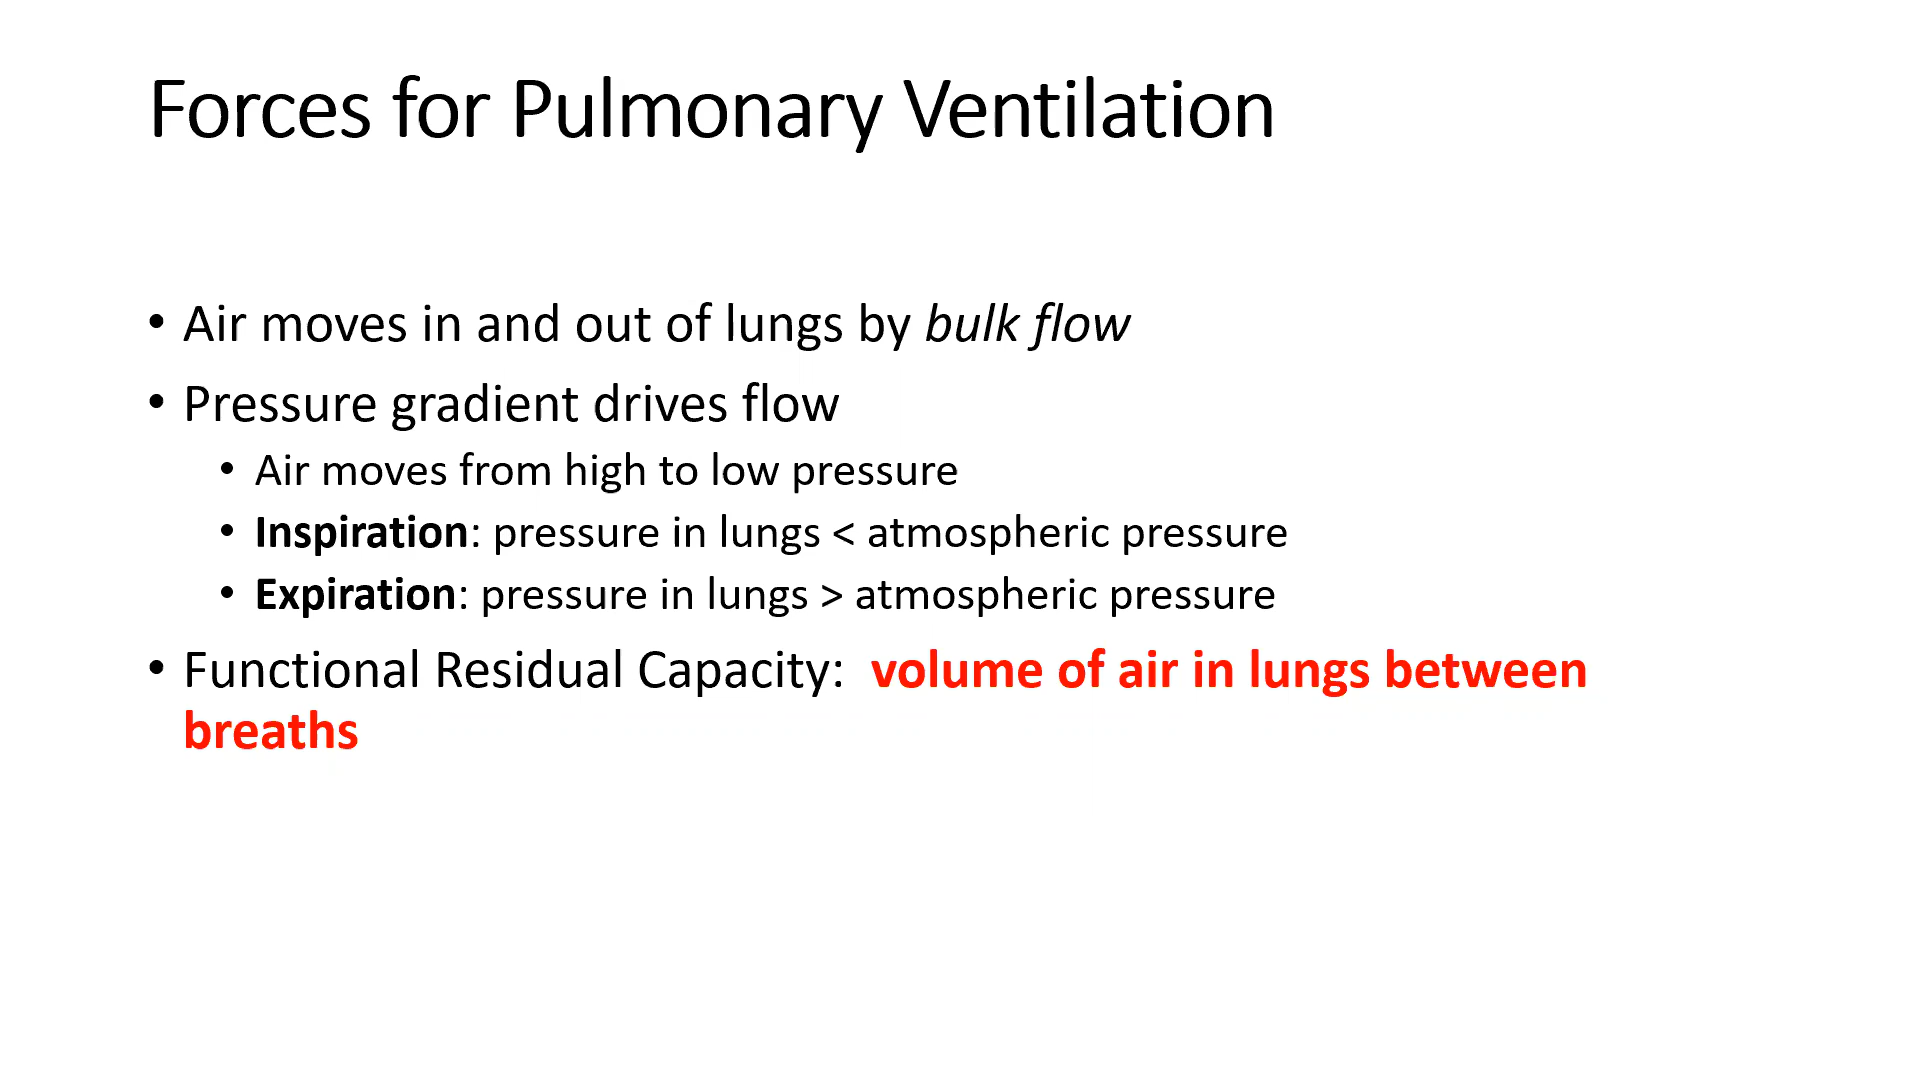 Forces for Pulmonary Ventilation
• Air moves in and out of lungs by bulk flow
• Pressure gradient drives flow
• Air moves from high to low pressure
• Inspiration: pressure in lungs < atmospheric pressure
• Expiration: pressure in lungs > atmospheric pressure
• Functional Residual Capacity:  volume of air in lungs between
breaths